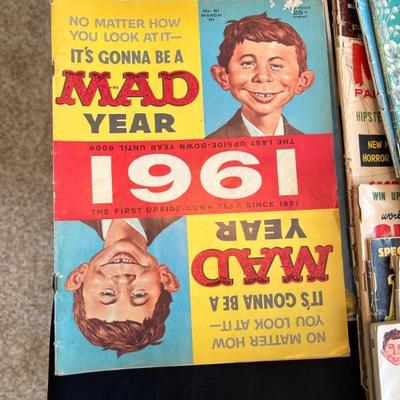 NO MATTER HOW
YOU LOOK AT IT—
IT'S GONNA BE A
MAD
YEAR
No. 61
MARCH
'61
25¢
CHEAP
THE LAST UPSIDE-DOWN YEAR UNTIL 6009
1961
THE FIRST UPSIDE-DOWN YEAR SINCE 1881
NO MATTER HOW
YOU LOOK AT IT—
IT'S GONNA BE A
MAD
YEAR
PA
HIPSTE
NEW
HORROR
WIN UP
SPEC